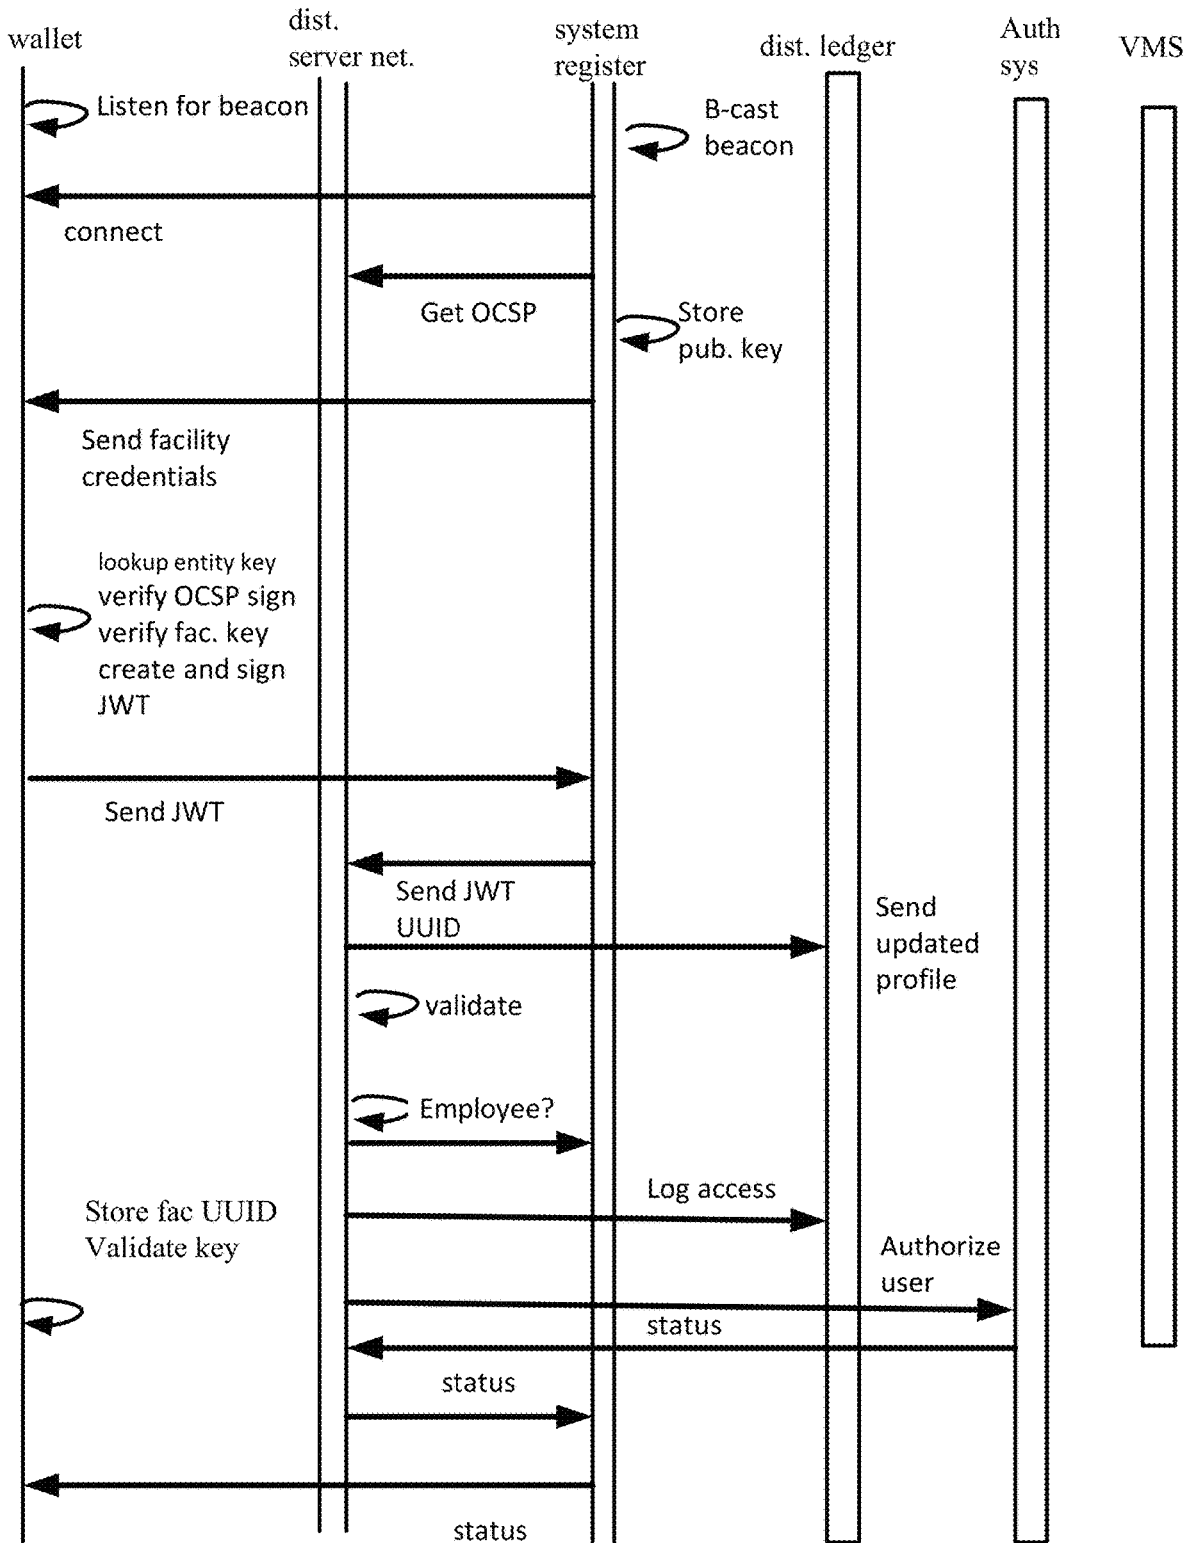 wallet
dist.
server net.
system
register
dist. ledger
Auth
sys
VMS
Listen for beacon
B-cast
beacon
connect
Get OCSP
Store
pub. key
Send facility
credentials
lookup entity key
verify OCSP sign
verify fac. key
create and sign
JWT
Send JWT
Send JWT
UUID
Send
updated
profile
validate
Employee?
Log access
Store fac UUID
Validate key
Authorize
user
status
status
status